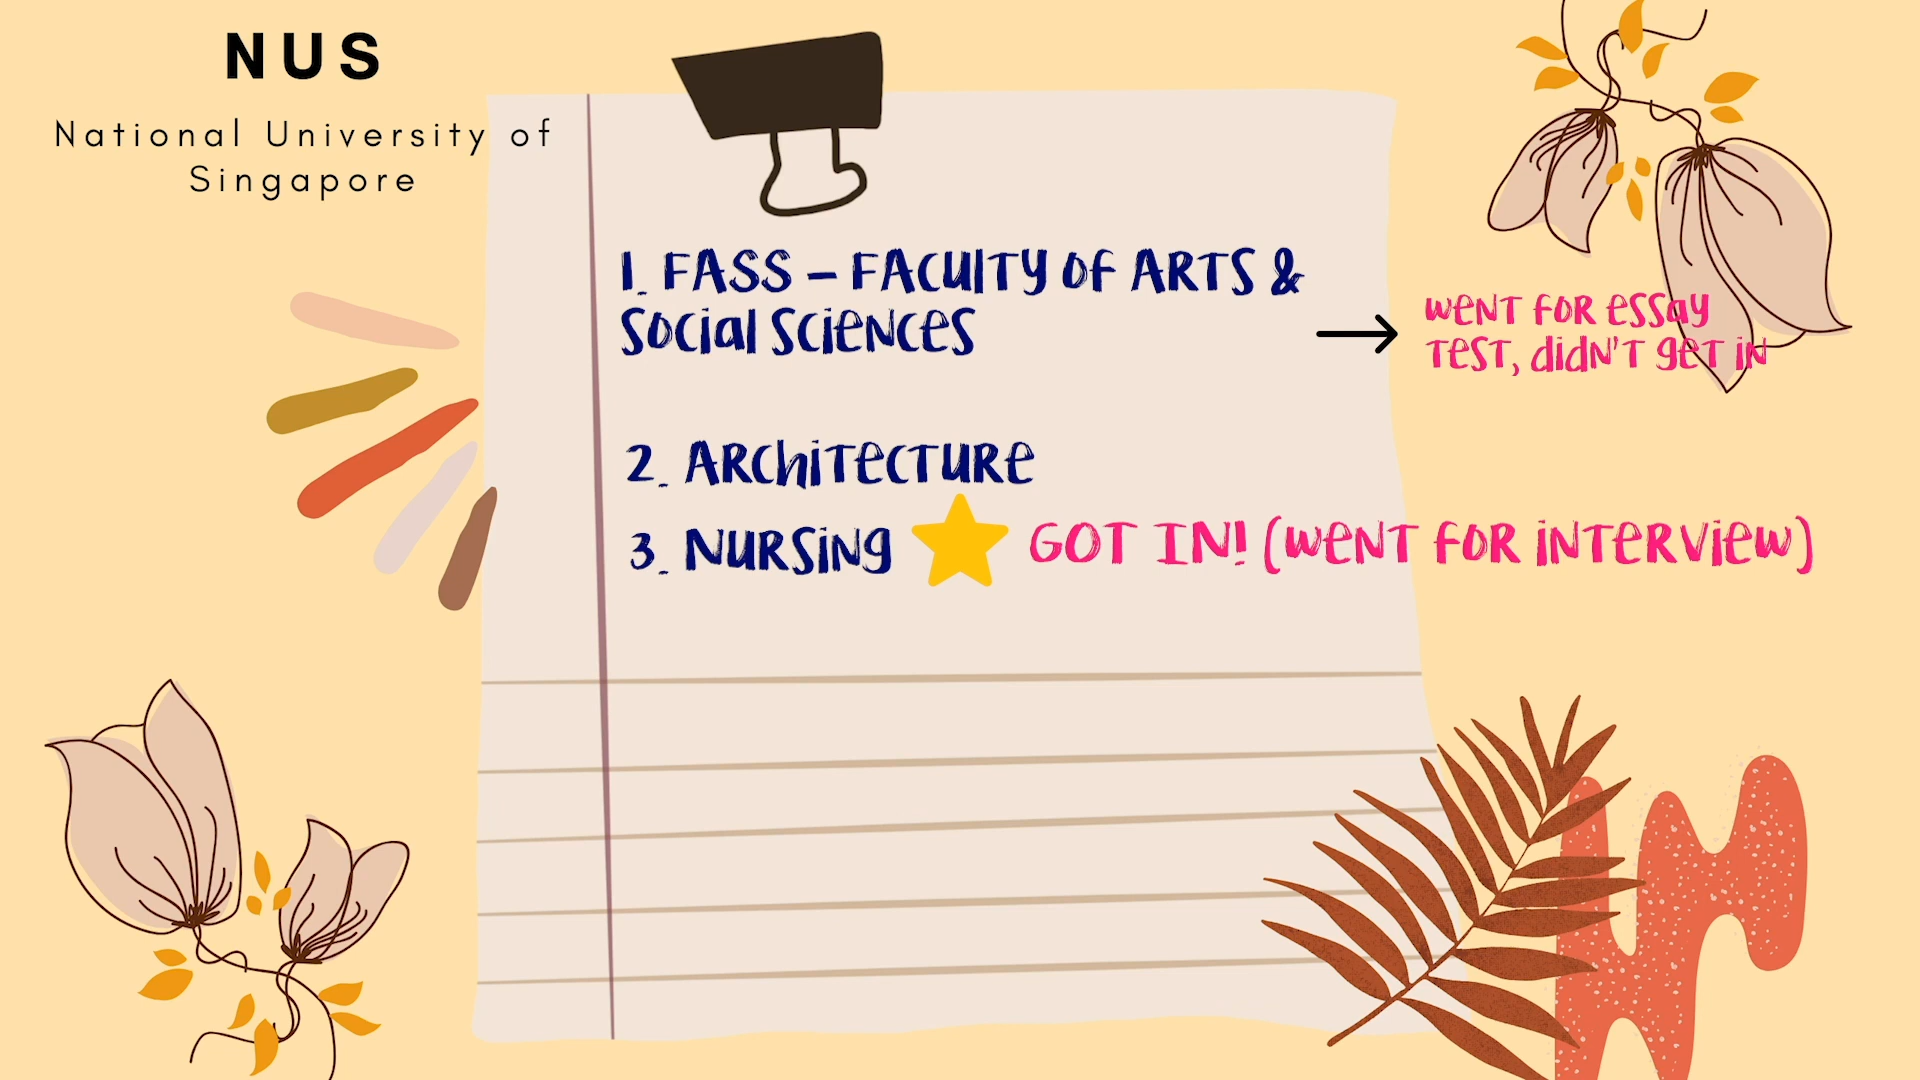 NUS
National University of
Singapore
1. FASS – FACULTY OF ARTS &
SOCIAL SCIENCES
WENT FOR ESSAY
TEST, DIDN'T GET IN
2. ARCHITECTURE
3. NURSING
GOT IN! (WENT FOR INTERVIEW)